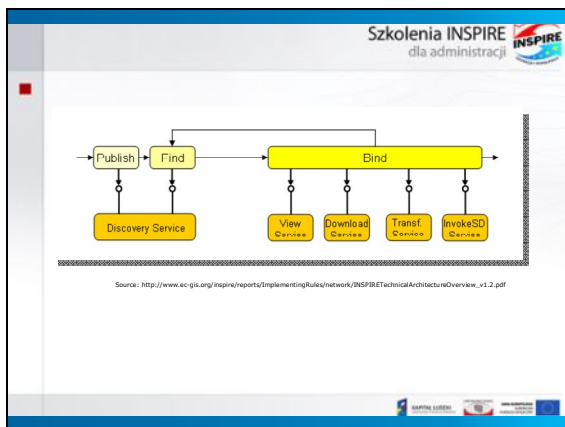 Szkolenia INSPIRE
dla administracji
INSPIRE
Publish
Find
Bind
Discovery Service
View
Service
Download
Service
Transf.
Service
InvokeSD
Service
Source: http://www.ec-gis.org/inspire/reports/ImplementingRules/network/INSPIRETechnicalArchitectureOverview_v1.2.pdf
KAPITAŁ LUDZKI